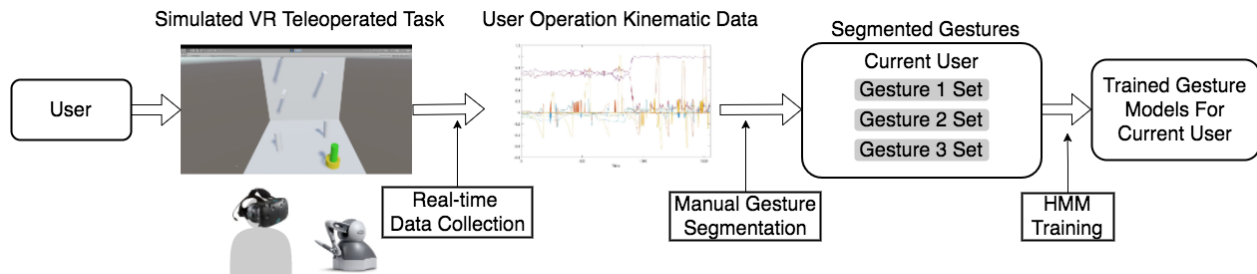 Simulated VR Teleoperated Task
User Operation Kinematic Data
Segmented Gestures
User
Current User
Gesture 1 Set
Gesture 2 Set
Gesture 3 Set
Trained Gesture
Models For
Current User
Real-time
Data Collection
Manual Gesture
Segmentation
HMM
Training